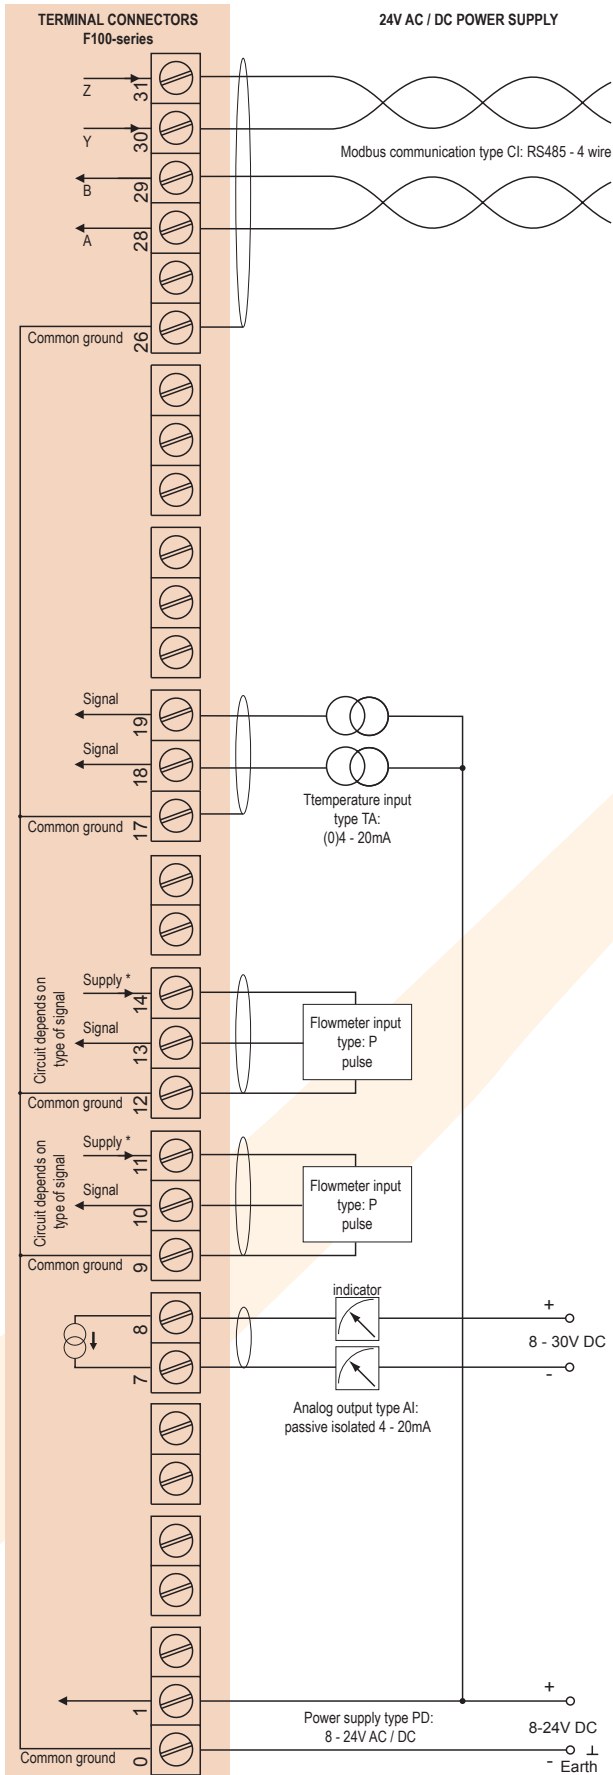 TERMINAL CONNECTORS
F100-series
24V AC / DC POWER SUPPLY
Z
31
Y
30
Modbus communication type CI: RS485 - 4 wire
B
29
A
28
Common ground
26
Signal
19
Signal
18
Ttemperature input
type TA:
(0)4 - 20mA
Common ground
17
Circuit depends on
type of signal
Supply *
14
Signal
13
Flowmeter input
type: P
pulse
Common ground
12
Circuit depends on
type of signal
Supply *
11
Signal
10
Flowmeter input
type: P
pulse
Common ground
9
indicator
8
+
8 - 30V DC
7
-
Analog output type AI:
passive isolated 4 - 20mA
1
+
Power supply type PD:
8 - 24V AC / DC
8-24V DC
Common ground
0
- Earth